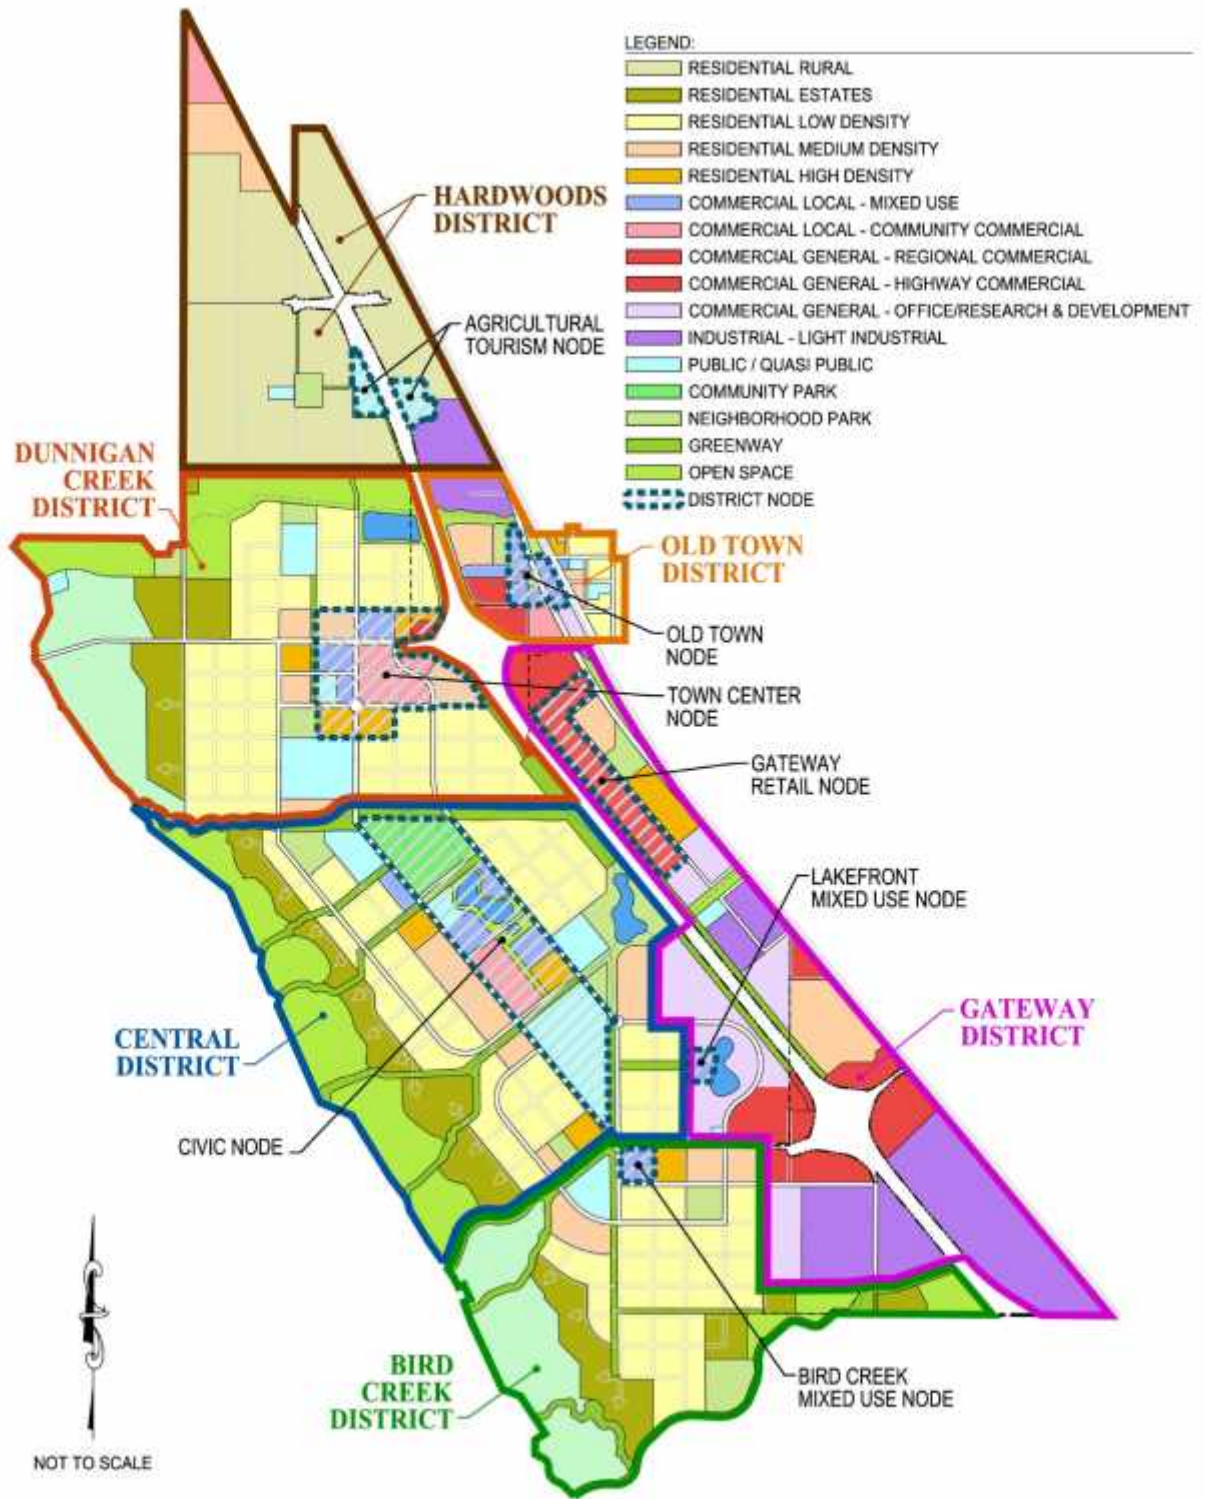 LEGEND:
RESIDENTIAL RURAL
RESIDENTIAL ESTATES
RESIDENTIAL LOW DENSITY
RESIDENTIAL MEDIUM DENSITY
RESIDENTIAL HIGH DENSITY
COMMERCIAL LOCAL - MIXED USE
COMMERCIAL LOCAL - COMMUNITY COMMERCIAL
COMMERCIAL GENERAL - REGIONAL COMMERCIAL
COMMERCIAL GENERAL - HIGHWAY COMMERCIAL
COMMERCIAL GENERAL - OFFICE/RESEARCH & DEVELOPMENT
INDUSTRIAL - LIGHT INDUSTRIAL
PUBLIC / QUASI PUBLIC
COMMUNITY PARK
NEIGHBORHOOD PARK
GREENWAY
OPEN SPACE
DISTRICT NODE
HARDWOODS
DISTRICT
AGRICULTURAL
TOURISM NODE
DUNNIGAN
CREEK
DISTRICT
OLD TOWN
DISTRICT
OLD TOWN
NODE
TOWN CENTER
NODE
GATEWAY
RETAIL NODE
LAKEFRONT
MIXED USE NODE
GATEWAY
DISTRICT
CENTRAL
DISTRICT
CIVIC NODE
BIRD
CREEK
DISTRICT
BIRD CREEK
MIXED USE NODE
NOT TO SCALE